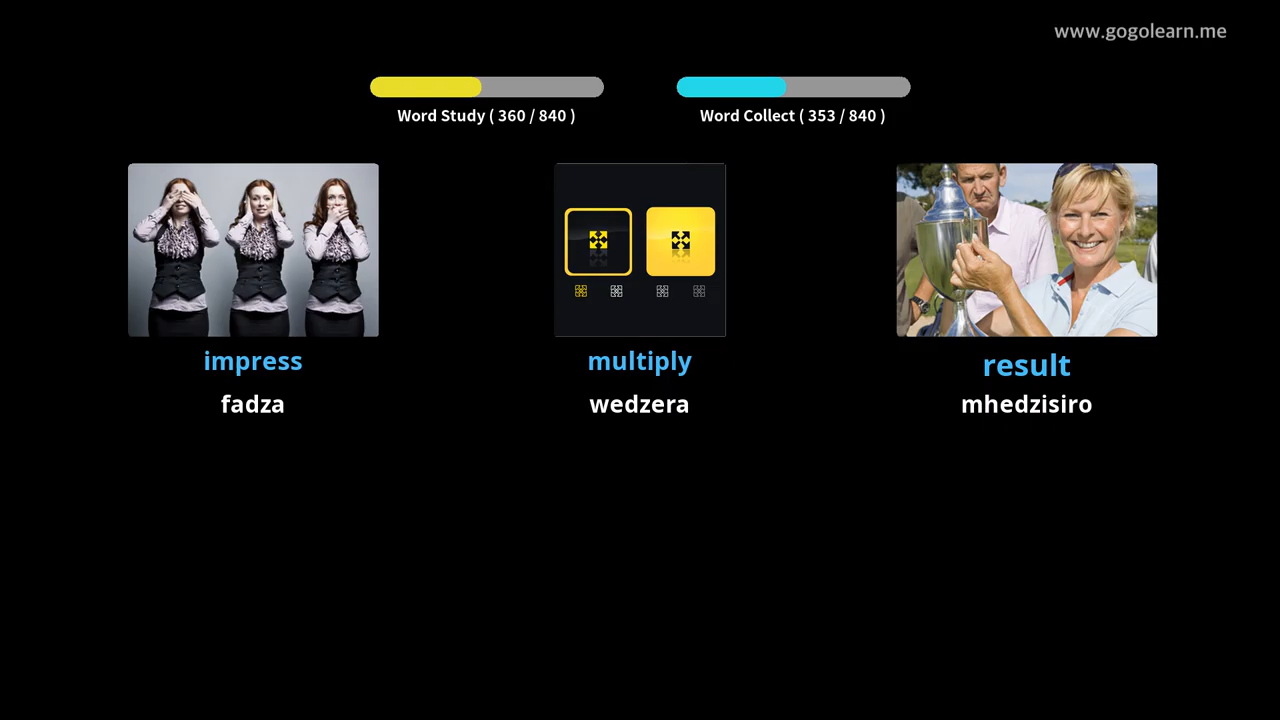 www.gogolearn.me
Word Study ( 360 / 840 )
Word Collect ( 353 / 840 )
impress
multiply
result
fadza
wedzera
mhedzisiro